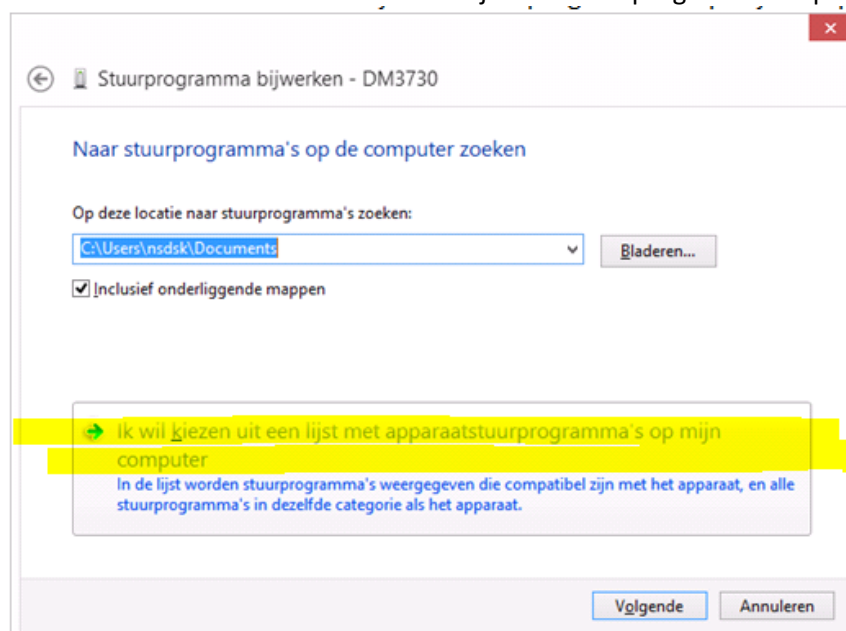 Stuurprogramma bijwerken - DM3730
Naar stuurprogramma's op de computer zoeken
Op deze locatie naar stuurprogramma's zoeken:
C:\Users\nsdsk\Documents
Bladeren...
Inclusief onderliggende mappen
Ik wil kiezen uit een lijst met apparaatstuurprogramma's op mijn
computer
In de lijst worden stuurprogramma's weergegeven die compatibel zijn met het apparaat, en alle
stuurprogramma's in dezelfde categorie als het apparaat.
Volgende Annuleren